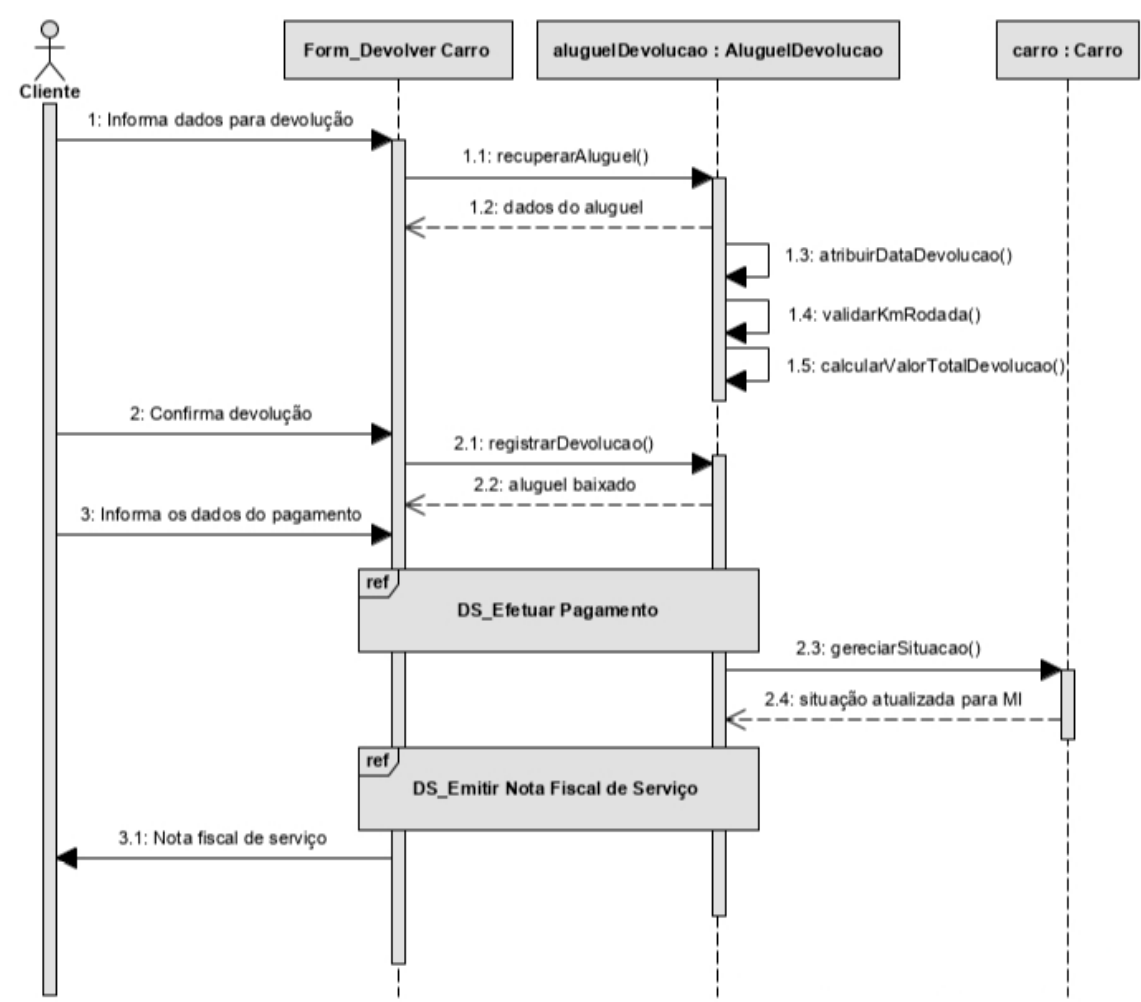 Form_Devolver Carro
aluguelDevolucao : AluguelDevolucao
carro : Carro
Cliente
1: Informa dados para devolução
1.1: recuperarAluguel()
1.2: dados do aluguel
1.3: atribuirDataDevolucao()
1.4: validarKmRodada()
1.5: calcularValorTotalDevolucao()
2: Confirma devolução
2.1: registrarDevolucao()
2.2: aluguel baixado
3: Informa os dados do pagamento
ref
DS_Efetuar Pagamento
2.3: gereciarSituacao()
2.4: situação atualizada para MI
ref
DS_Emitir Nota Fiscal de Serviço
3.1: Nota fiscal de serviço